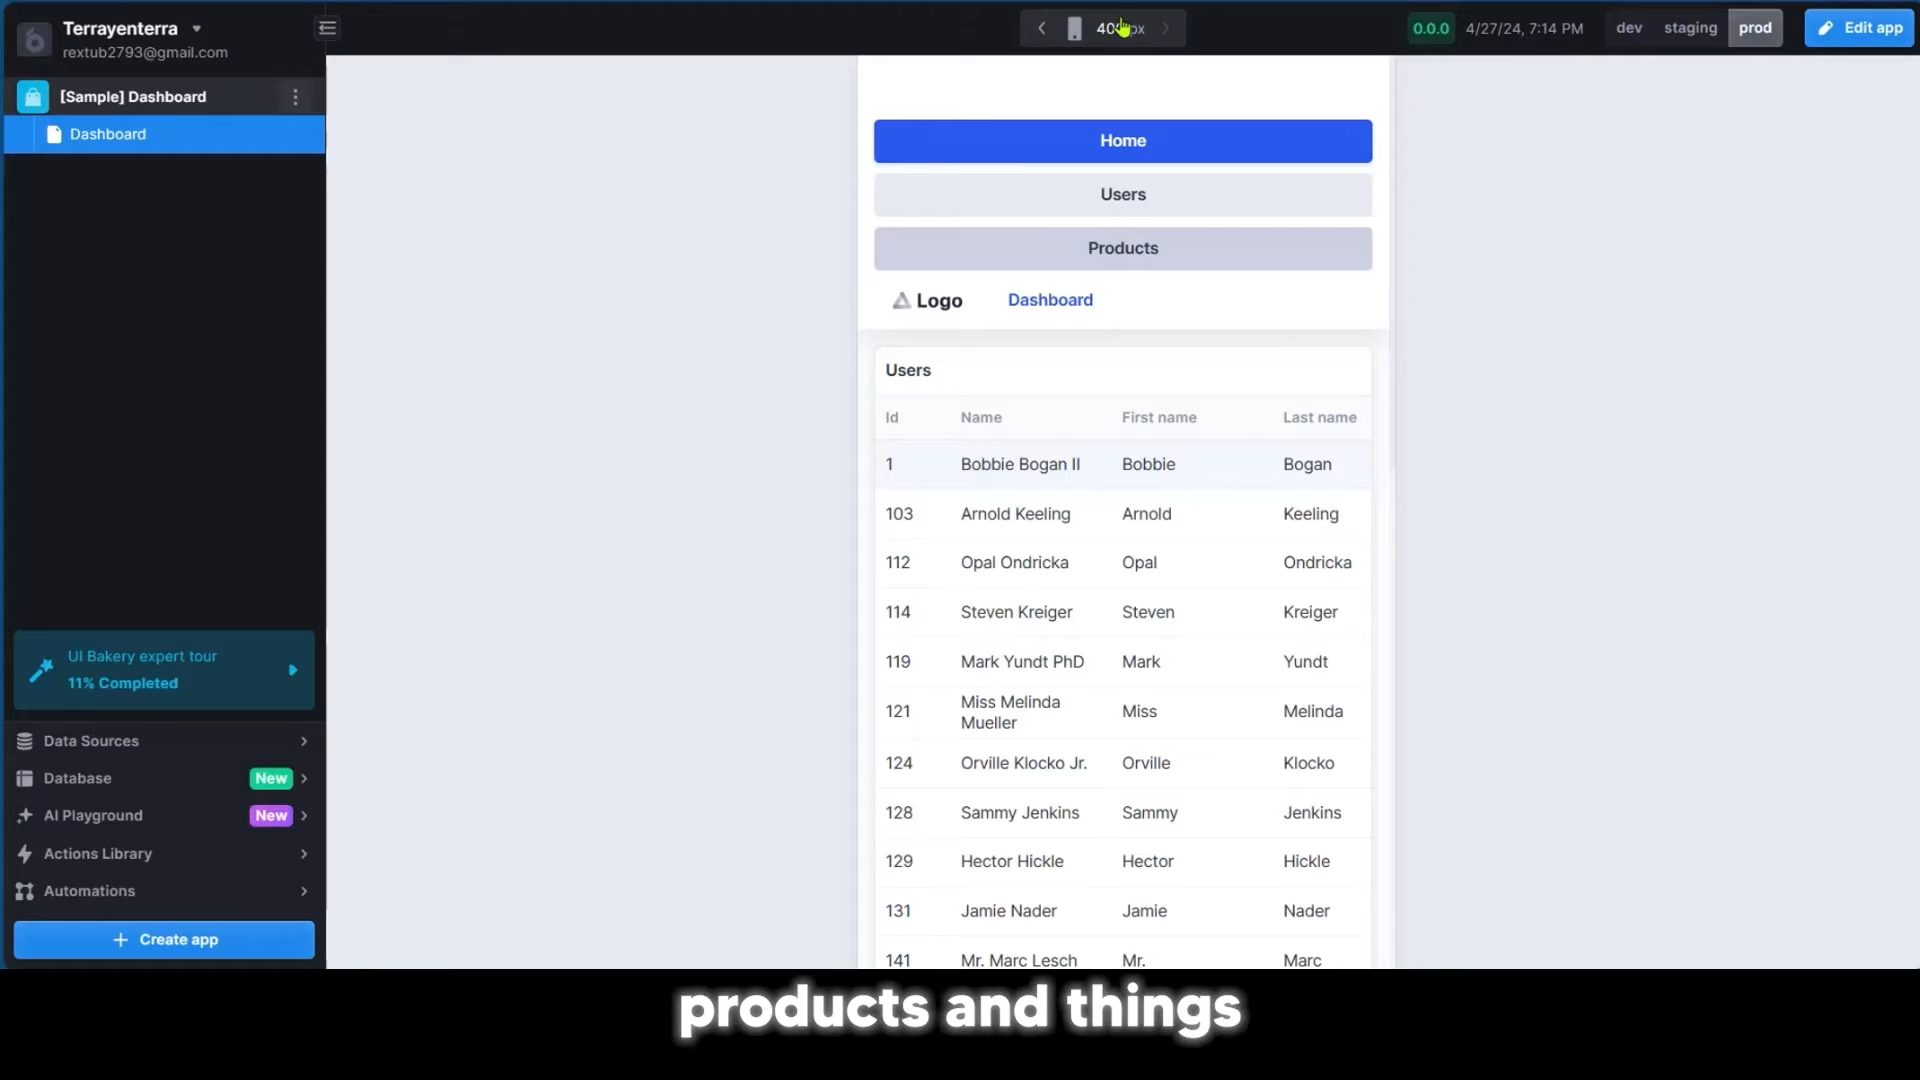 Terrayenterra
rextub2793@gmail.com
0.0.0 4/27/24, 7:14 PM dev staging prod Edit app
[Sample] Dashboard
Dashboard
Home
Users
Products
Logo Dashboard
Users
Id Name First name Last name
1 Bobbie Bogan II Bobbie Bogan
103 Arnold Keeling Arnold Keeling
112 Opal Ondricka Opal Ondricka
114 Steven Kreiger Steven Kreiger
119 Mark Yundt PhD Mark Yundt
121 Miss Melinda Mueller Miss Melinda
124 Orville Klocko Jr. Orville Klocko
128 Sammy Jenkins Sammy Jenkins
129 Hector Hickle Hector Hickle
131 Jamie Nader Jamie Nader
141 Mr. Marc Lesch Mr. Marc
UI Bakery expert tour
11% Completed
Data Sources
Database New
AI Playground New
Actions Library
Automations
Create app
products and things